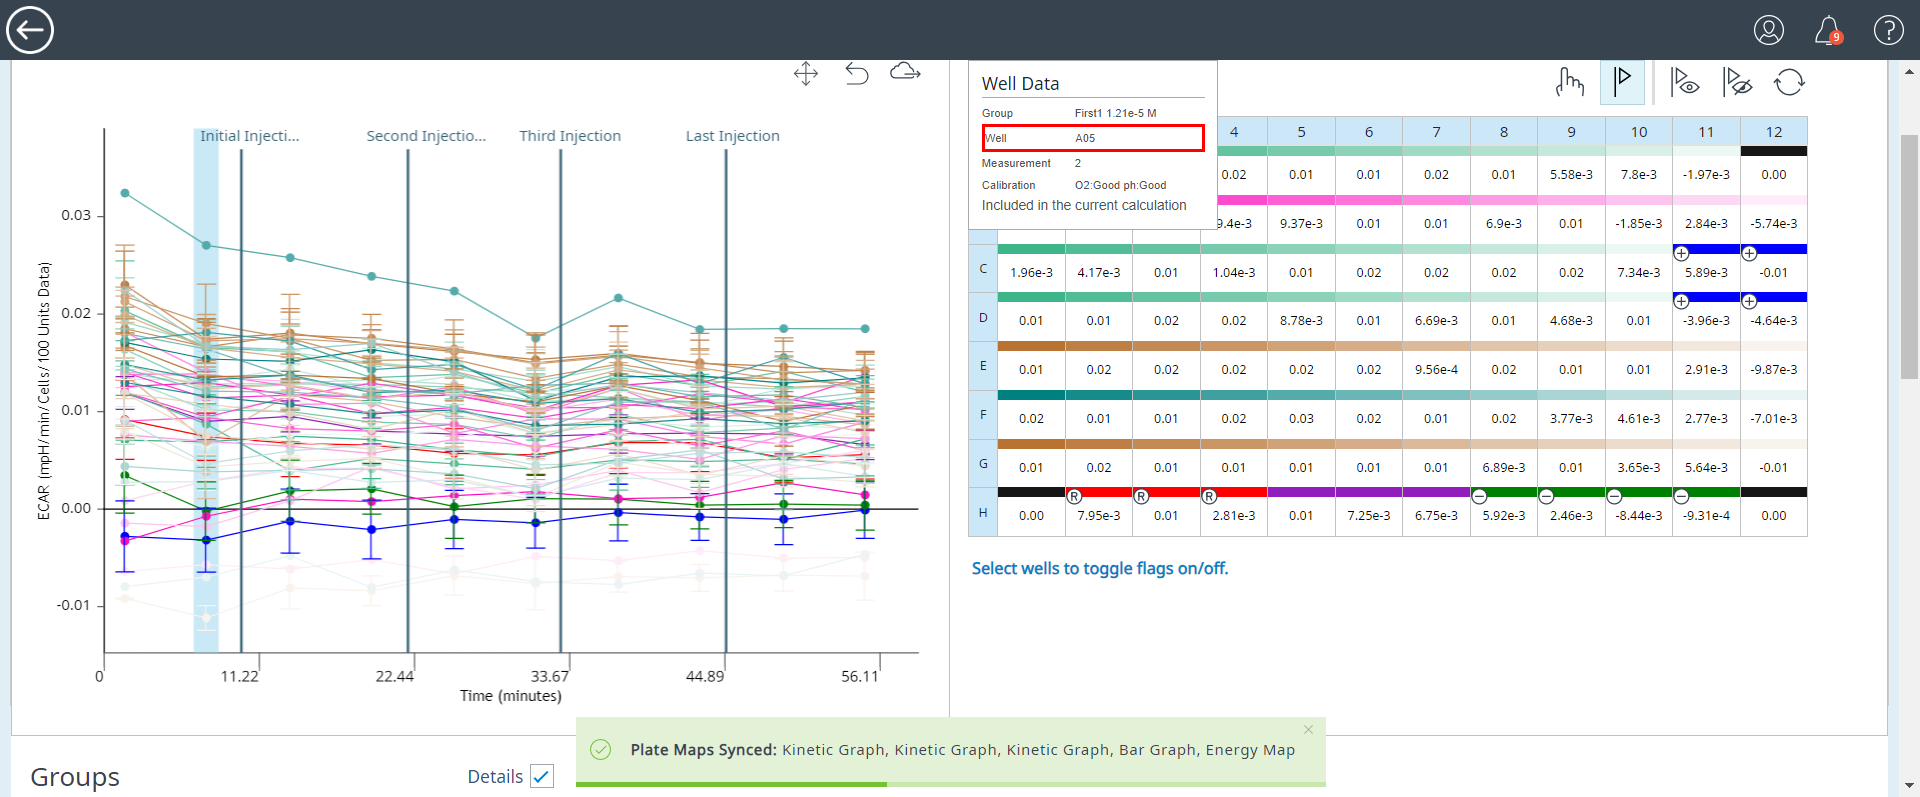 9
Initial Injecti...
Second Injectio...
Third Injection
Last Injection
0.03
0.02
0.01
0.00
-0.01
ECAR (mpH/min/Cells/100 Units Data)
0
11.22
22.44
33.67
44.89
56.11
Time (minutes)
Well Data
Group First1 1.21e-5 M
Well A05
Measurement 2
Calibration O2:Good ph:Good
Included in the current calculation
4 5 6 7 8 9 10 11 12
0.02 0.01 0.01 0.02 0.01 5.58e-3 7.8e-3 -1.97e-3 0.00
9.4e-3 9.37e-3 0.01 0.01 6.9e-3 0.01 -1.85e-3 2.84e-3 -5.74e-3
C 1.96e-3 4.17e-3 0.01 1.04e-3 0.01 0.02 0.02 0.02 0.02 7.34e-3 5.89e-3 -0.01
D 0.01 0.01 0.02 0.02 8.78e-3 0.01 6.69e-3 0.01 4.68e-3 0.01 -3.96e-3 -4.64e-3
E 0.01 0.02 0.02 0.02 0.02 0.02 9.56e-4 0.02 0.01 0.01 2.91e-3 -9.87e-3
F 0.02 0.01 0.01 0.02 0.03 0.02 0.01 0.02 3.77e-3 4.61e-3 2.77e-3 -7.01e-3
G 0.01 0.02 0.01 0.01 0.01 0.01 0.01 6.89e-3 0.01 3.65e-3 5.64e-3 -0.01
R R R
H 0.00 7.95e-3 0.01 2.81e-3 0.01 7.25e-3 6.75e-3 5.92e-3 2.46e-3 -8.44e-3 -9.31e-4 0.00
Select wells to toggle flags on/off.
Plate Maps Synced: Kinetic Graph, Kinetic Graph, Kinetic Graph, Bar Graph, Energy Map
Groups
Details